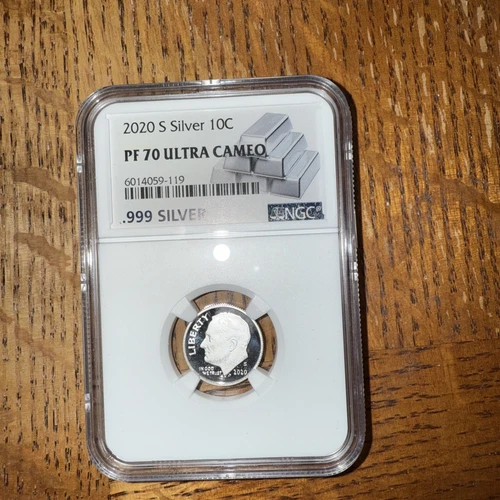 2020 S Silver 10C
PF 70 ULTRA CAMEO
6014059-119
.999 SILVER
NGC
LIBERTY
IN GOD
WE TRUST
S
2020